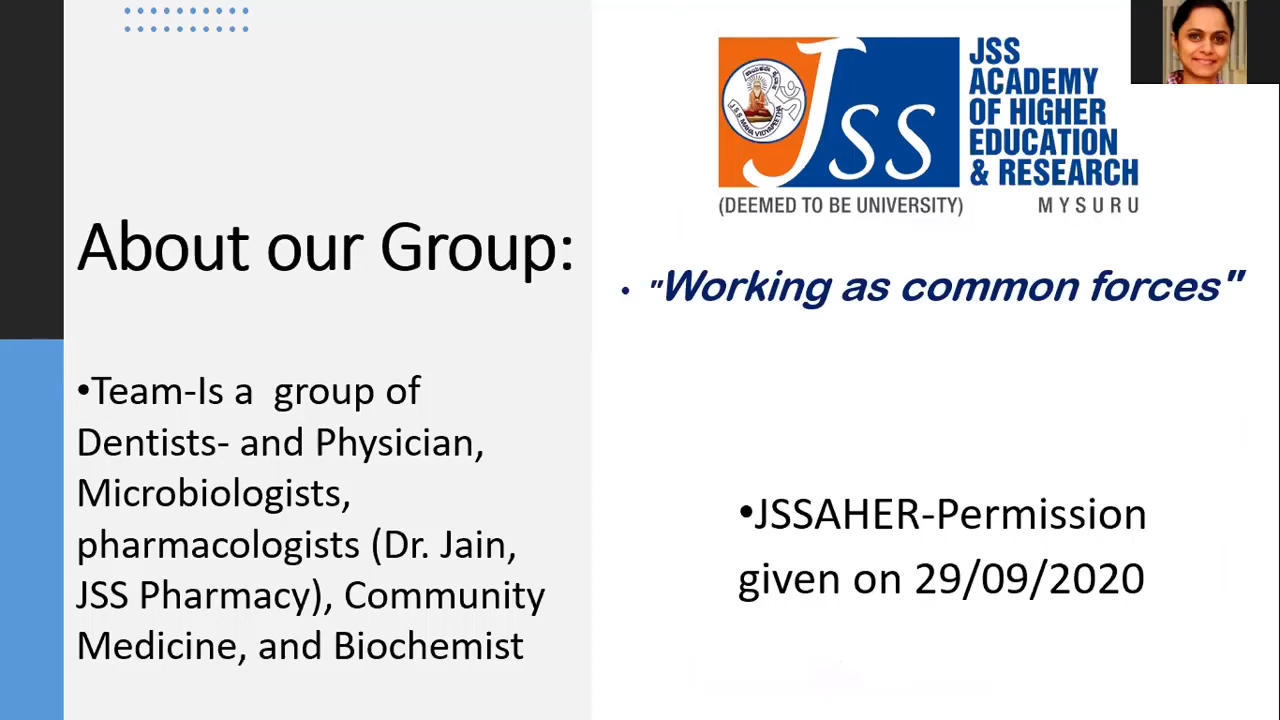 About our Group:
•Team-Is a group of
Dentists- and Physician,
Microbiologists,
pharmacologists (Dr. Jain,
JSS Pharmacy), Community
Medicine, and Biochemist
JSS
J.S.S. MAHA VIDYAPEETHA
JSS
ACADEMY
OF HIGHER
EDUCATION
& RESEARCH
(DEEMED TO BE UNIVERSITY) MYSURU
• "Working as common forces"
•JSSAHER-Permission
given on 29/09/2020